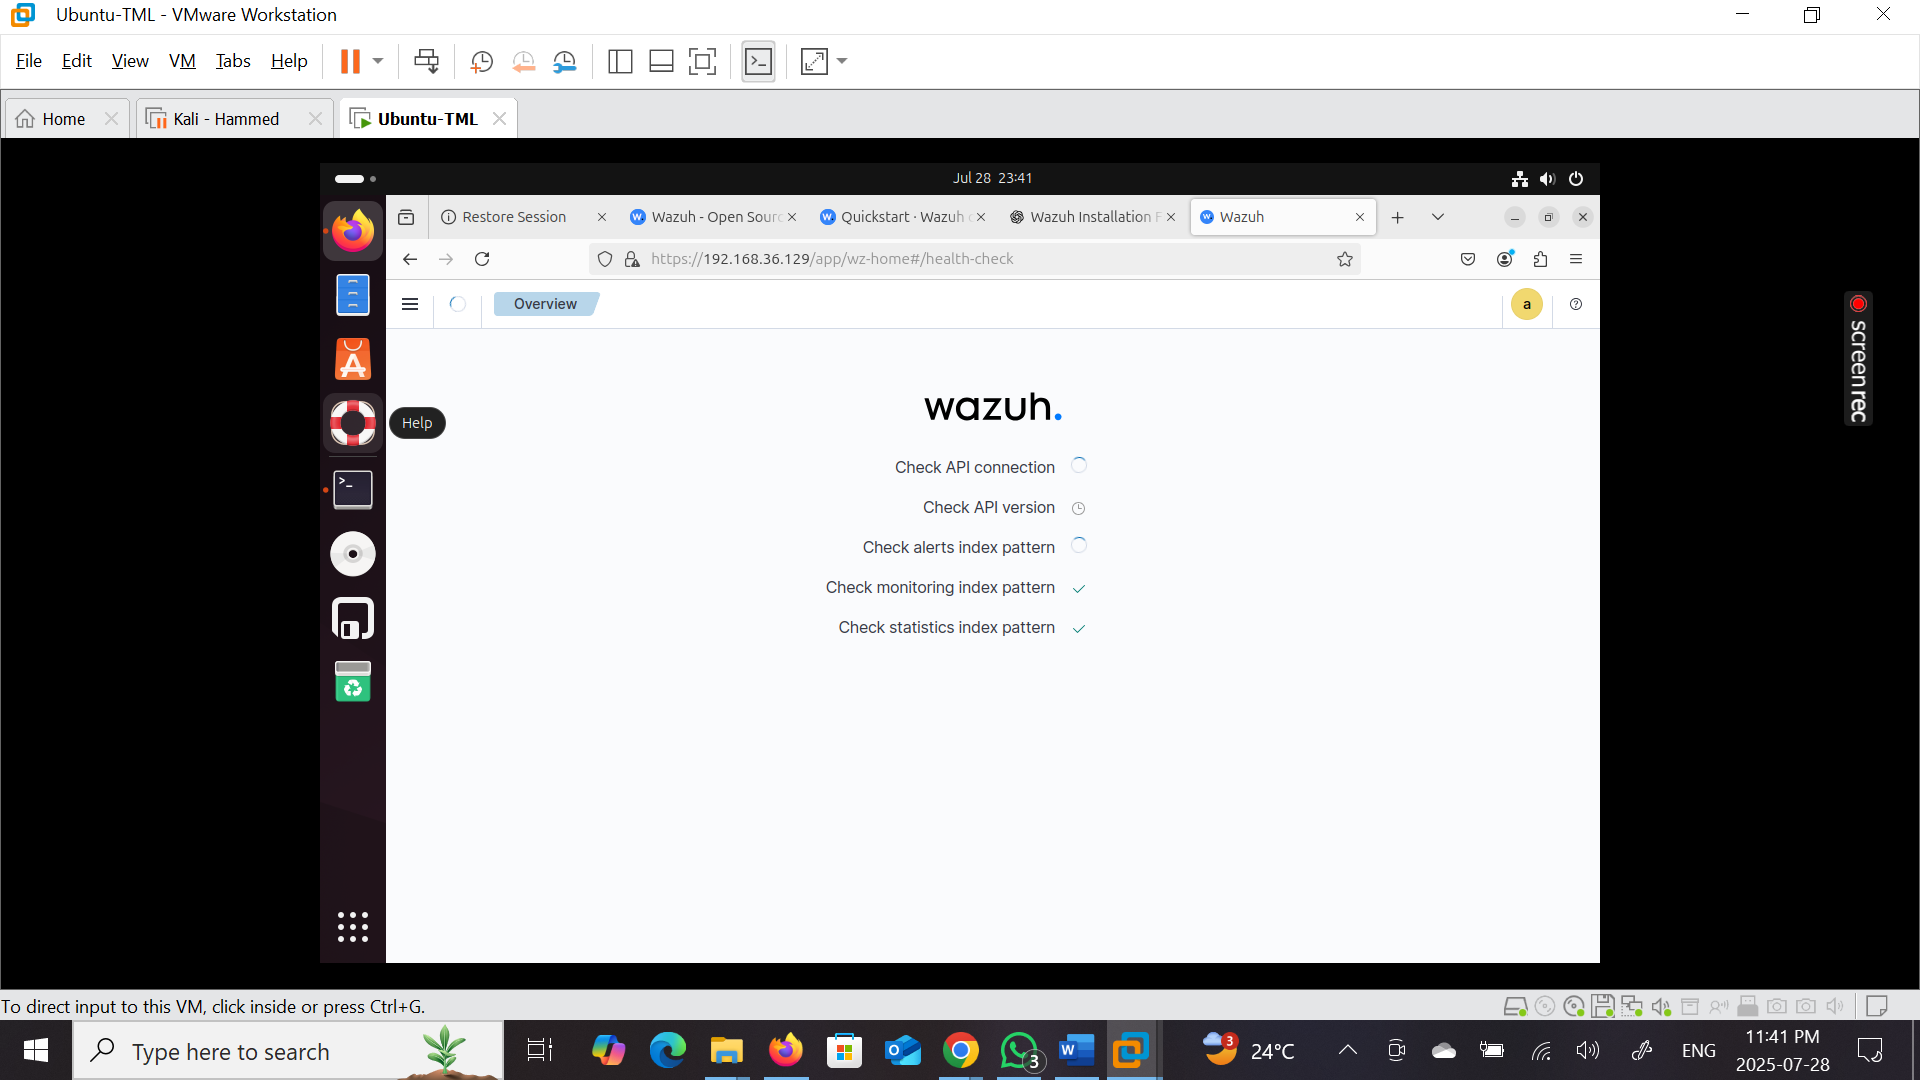 Ubuntu-TML - VMware Workstation
File Edit View VM Tabs Help
Home Kali - Hammed Ubuntu-TML
Jul 28 23:41
Restore Session Wazuh - Open Sourc Quickstart · Wazuh d Wazuh Installation F Wazuh
https://192.168.36.129/app/wz-home#/health-check
Overview a
wazuh.
Help
Check API connection
Check API version
Check alerts index pattern
Check monitoring index pattern
Check statistics index pattern
screenrec
To direct input to this VM, click inside or press Ctrl+G.
Type here to search 3 3 24°C ENG 11:41 PM
2025-07-28